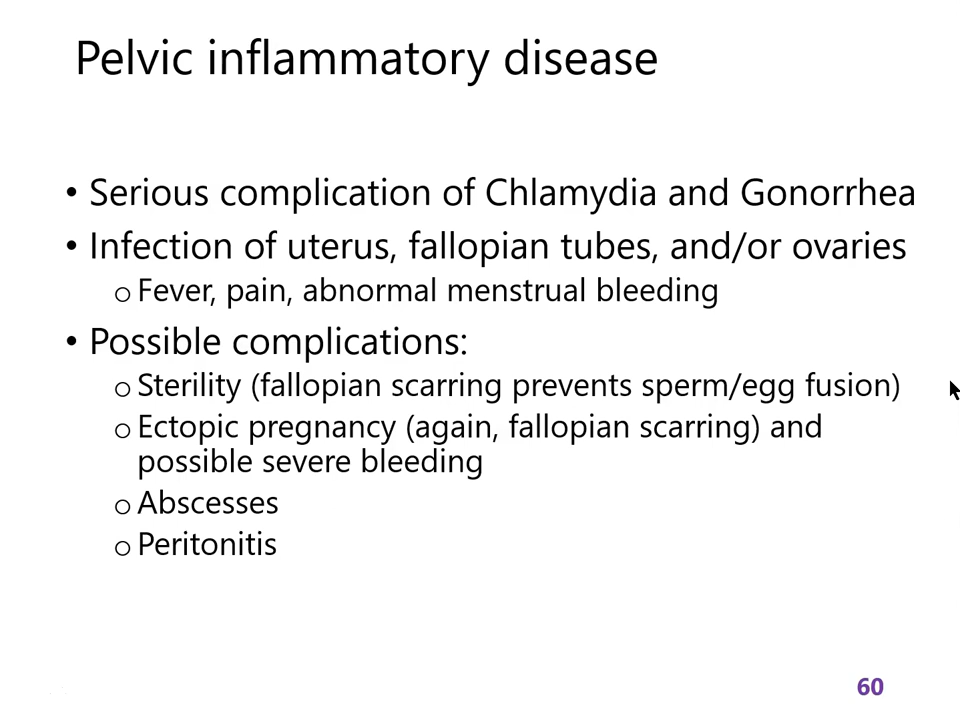 Pelvic inflammatory disease
• Serious complication of Chlamydia and Gonorrhea
• Infection of uterus, fallopian tubes, and/or ovaries
o Fever, pain, abnormal menstrual bleeding
• Possible complications:
o Sterility (fallopian scarring prevents sperm/egg fusion)
o Ectopic pregnancy (again, fallopian scarring) and
possible severe bleeding
o Abscesses
o Peritonitis
60